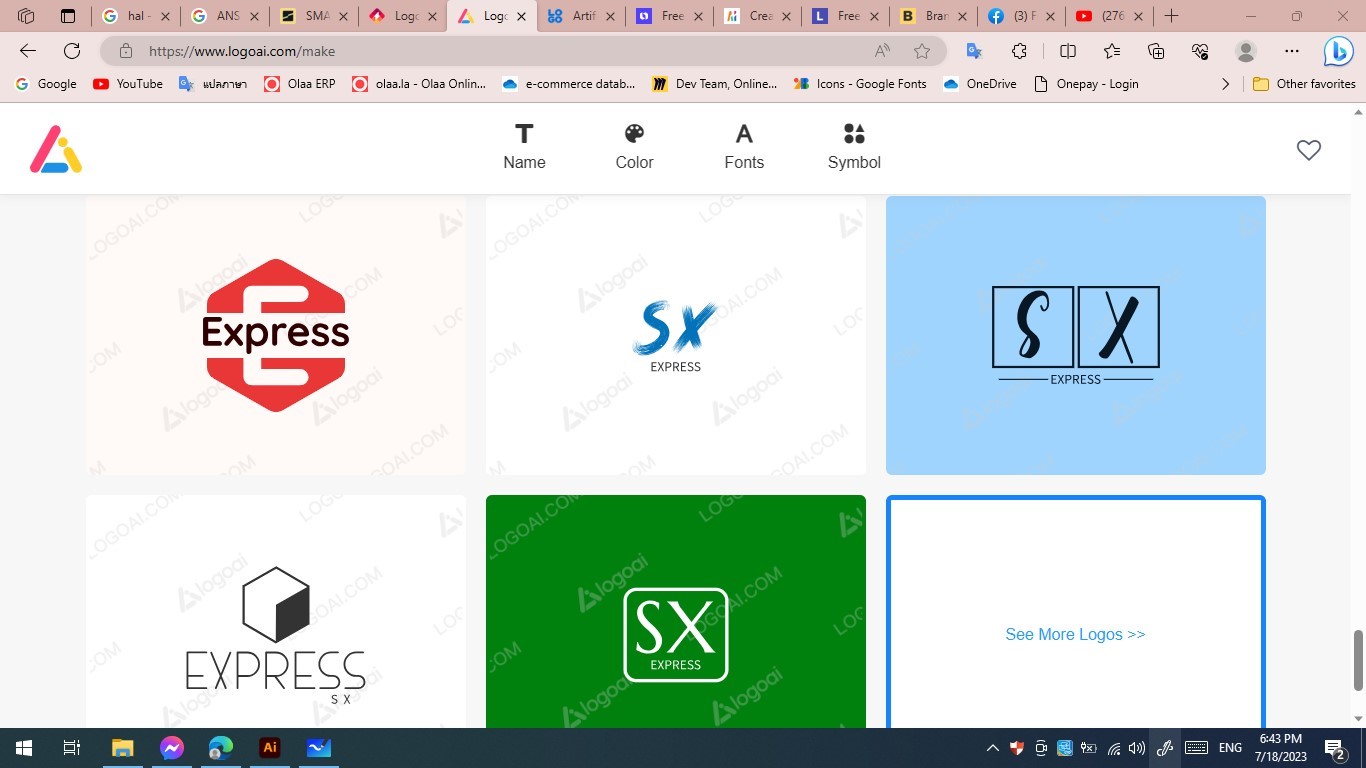 hal -
ANS
SMA
Logo
Logo
Artif
Free
Crea
Free
Bran
(3) F
(276
https://www.logoai.com/make
Google
YouTube
แปลภาษา
Olaa ERP
olaa.la - Olaa Onlin...
e-commerce datab...
Dev Team, Online...
Icons - Google Fonts
OneDrive
Onepay - Login
Other favorites
Name
Color
Fonts
Symbol
Express
SX
EXPRESS
S X
EXPRESS
EXPRESS
S X
SX
EXPRESS
See More Logos >>
LOGOAI.COM
logoai
Ai
ENG
6:43 PM
7/18/2023
2